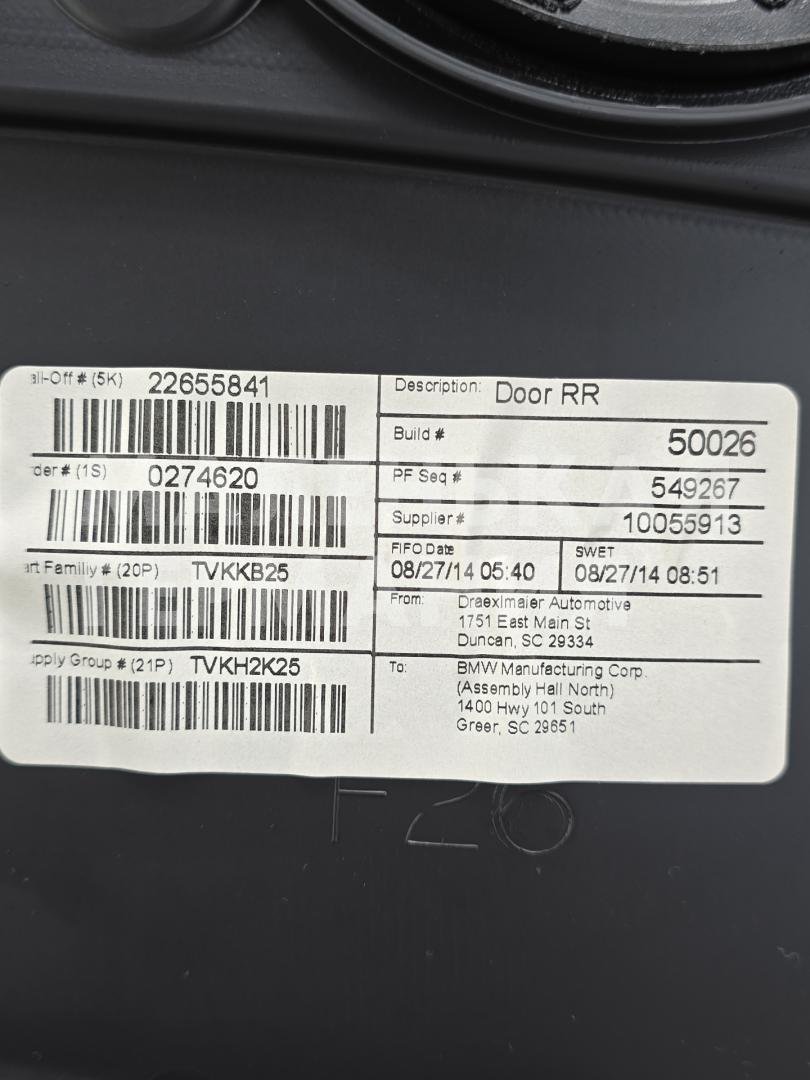 all-Off # (5K) 22655841
der # (1S) 0274620
art Familiy # (20P) TVKKB25
upply Group # (21P) TVKH2K25
Description: Door RR
Build # 50026
PF Seq # 549267
Supplier# 10055913
FIFO Date
08/27/14 05:40
SWET
08/27/14 08:51
From: Draexlmaier Automotive
1751 East Main St
Duncan, SC 29334
To: BMW Manufacturing Corp.
(Assembly Hall North)
1400 Hwy 101 South
Greer, SC 29651
F26